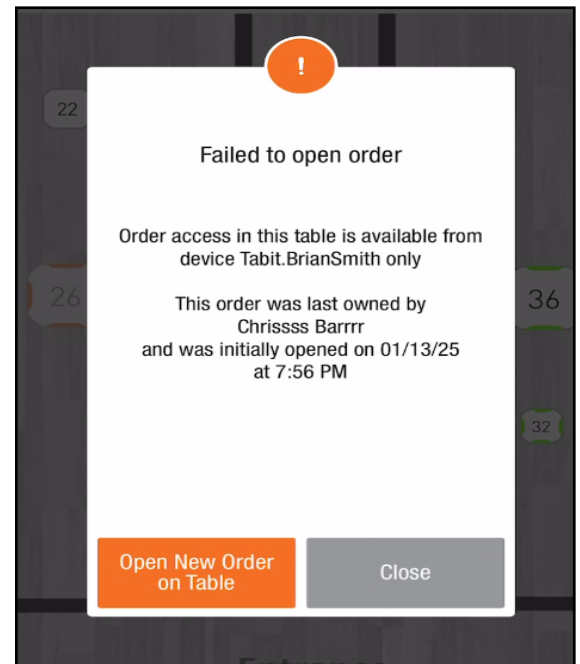 !
22
Failed to open order
Order access in this table is available from
device Tabit.BrianSmith only
26
36
This order was last owned by
Chrissss Barrrr
and was initially opened on 01/13/25
at 7:56 PM
32
Open New Order
on Table
Close